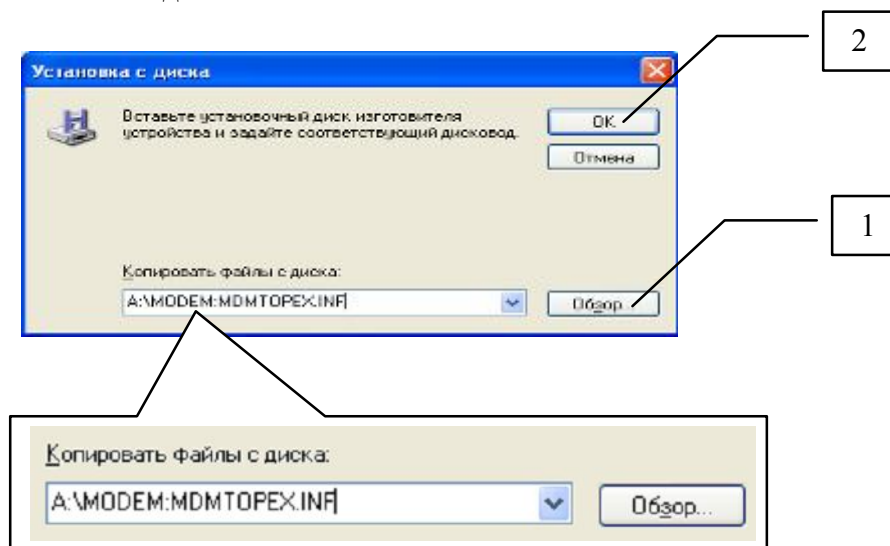 2
Установка с диска
Вставьте установочный диск изготовителя
устройства и задайте соответствующий дисковод.
OK
Отмена
1
Копировать файлы с диска:
A:\MODEM:MDMTOPEX.INF
Обзор...
Копировать файлы с диска:
A:\MODEM:MDMTOPEX.INF
Обзор...